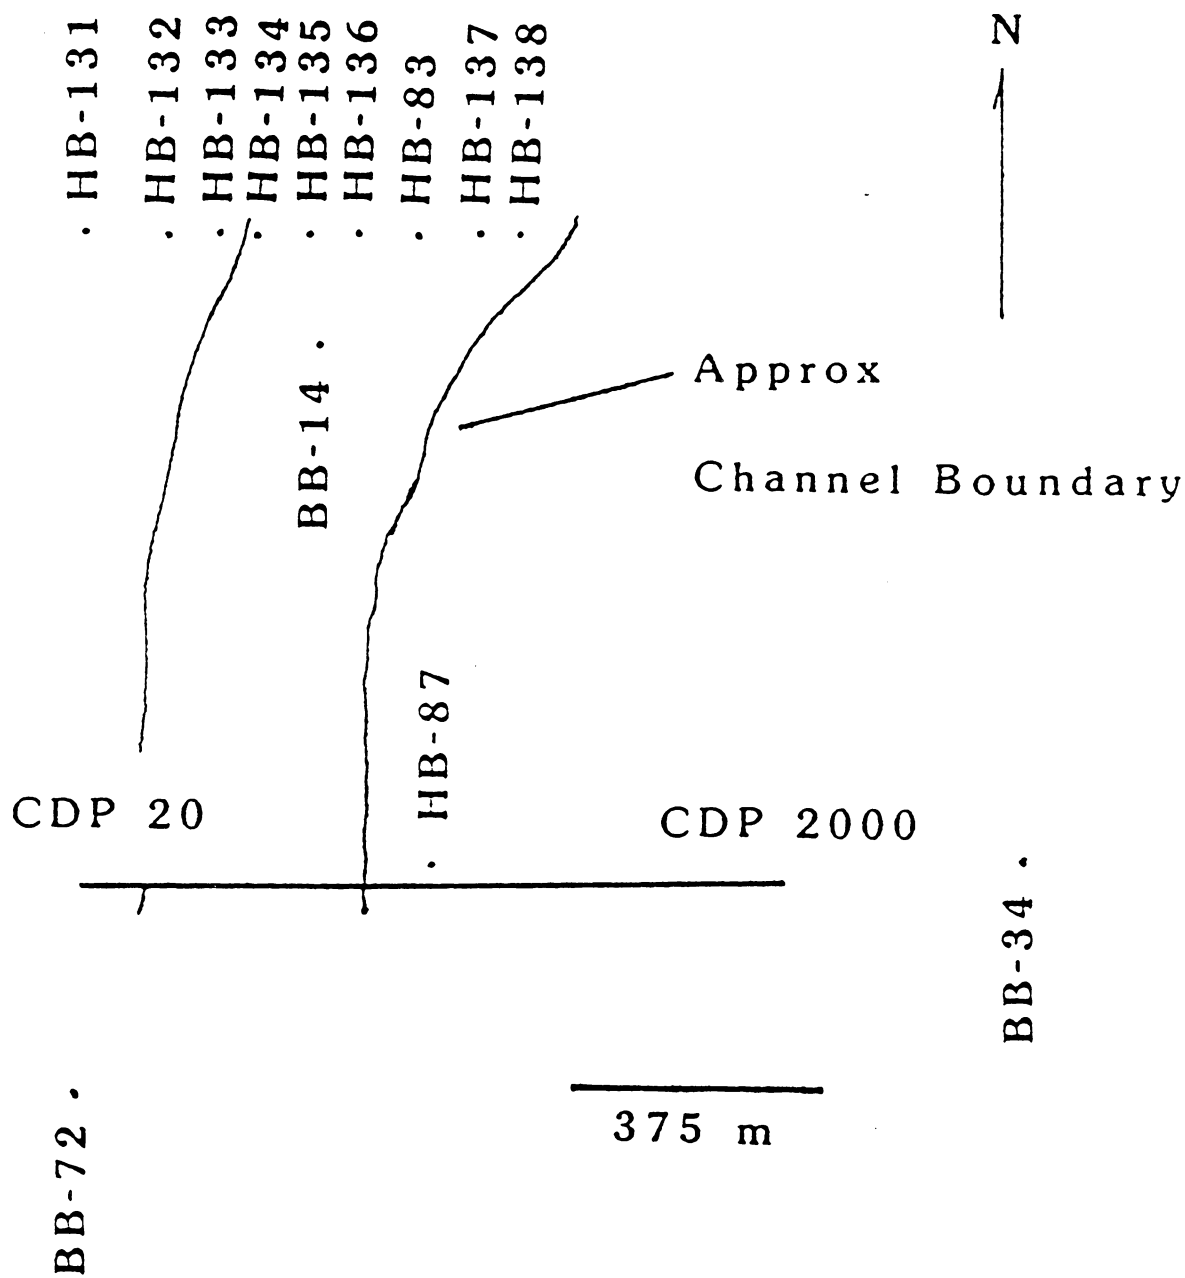 HB-131
HB-132
HB-133
HB-134
HB-135
HB-136
HB-83
HB-137
HB-138
N
BB-14
Approx
Channel Boundary
HB-87
CDP 20
CDP 2000
BB-34
375 m
BB-72